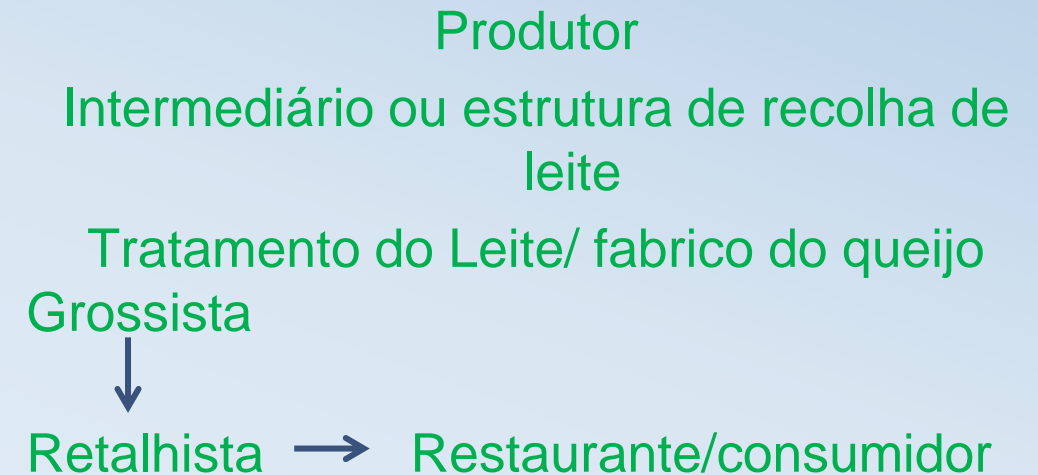 Produtor
Intermediário ou estrutura de recolha de
leite
Tratamento do Leite/ fabrico do queijo
Grossista
Retalhista
Restaurante/consumidor